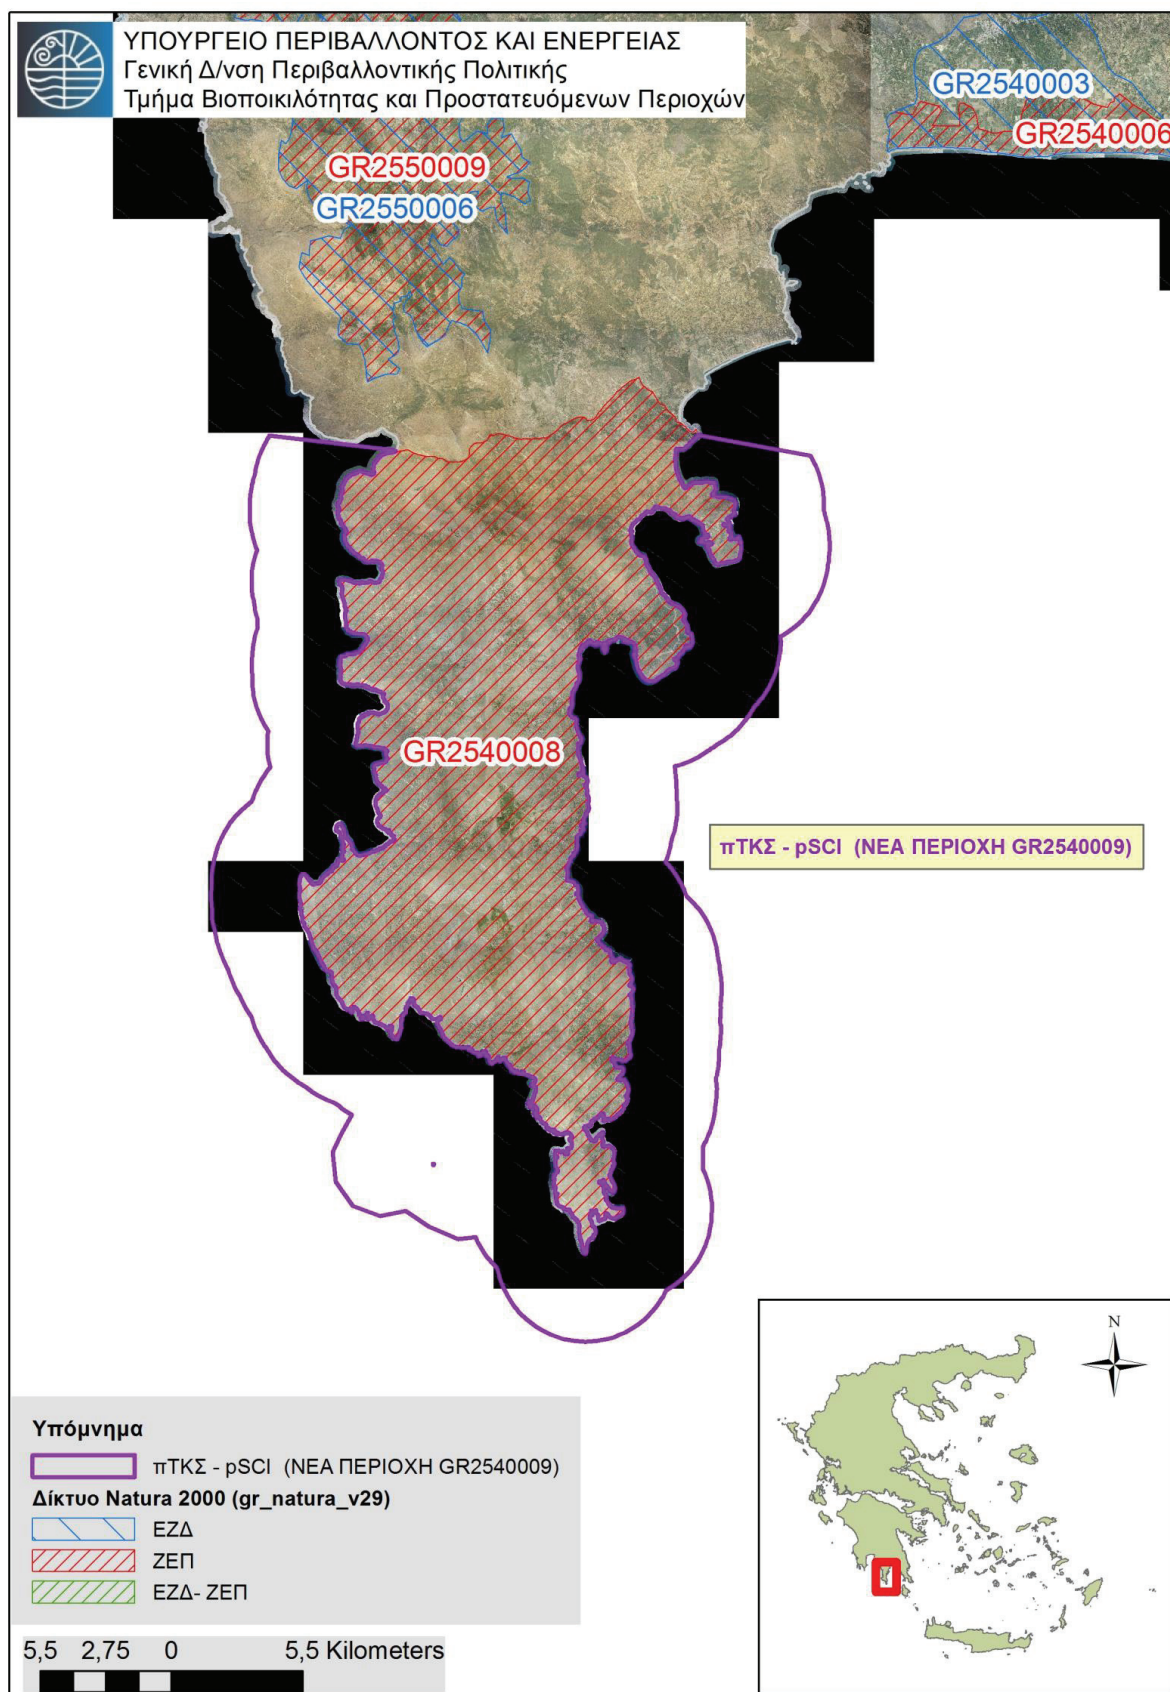 ΥΠΟΥΡΓΕΙΟ ΠΕΡΙΒΑΛΛΟΝΤΟΣ ΚΑΙ ΕΝΕΡΓΕΙΑΣ
Γενική Δ/νση Περιβαλλοντικής Πολιτικής
Τμήμα Βιοποικιλότητας και Προστατευόμενων Περιοχών
GR2540003
GR2540006
GR2550009
GR2550006
GR2540008
πΤΚΣ - pSCI (ΝΕΑ ΠΕΡΙΟΧΗ GR2540009)
N
Υπόμνημα
πΤΚΣ - pSCI (ΝΕΑ ΠΕΡΙΟΧΗ GR2540009)
Δίκτυο Natura 2000 (gr_natura_v29)
ΕΖΔ
ΖΕΠ
ΕΖΔ- ΖΕΠ
5,5 2,75 0 5,5 Kilometers